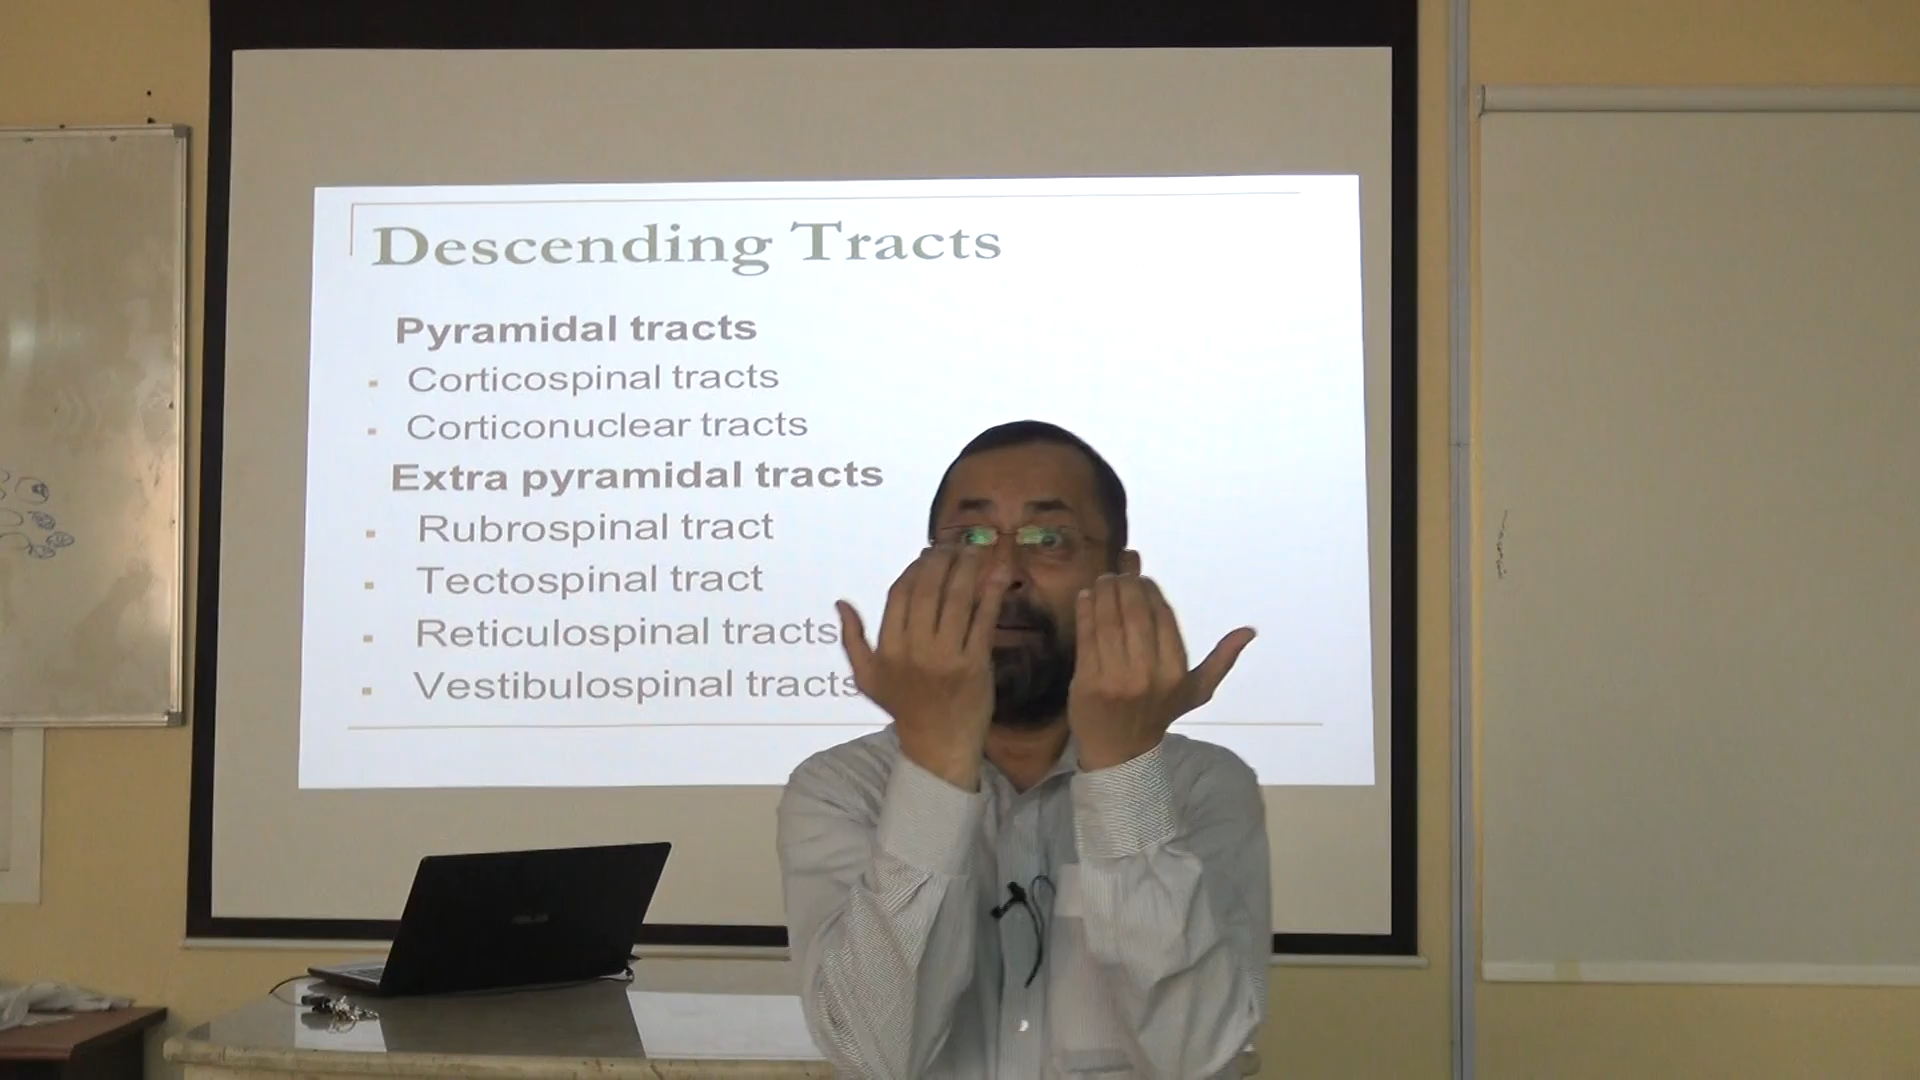 Descending Tracts
Pyramidal tracts
Corticospinal tracts
Corticonuclear tracts
Extra pyramidal tracts
Rubrospinal tract
Tectospinal tract
Reticulospinal tracts
Vestibulospinal tracts